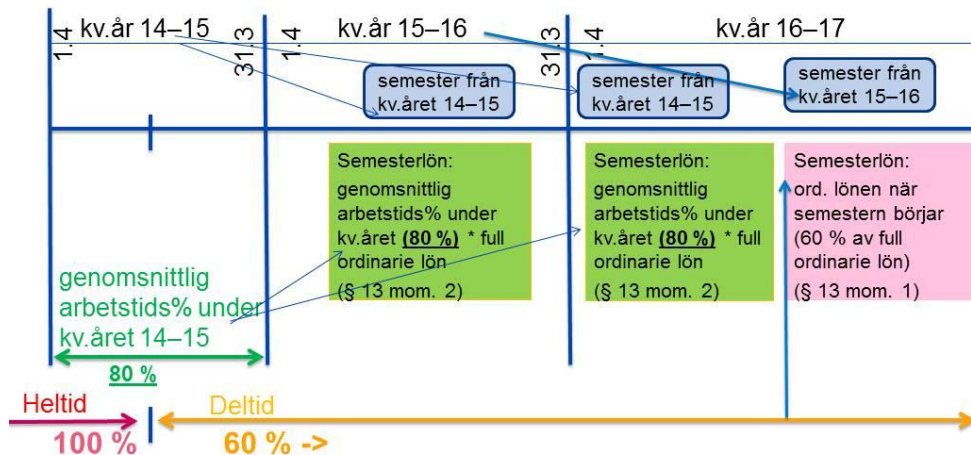 kv.år 14–15
kv.år 15–16
kv.år 16–17
1.4
31.3
1.4
31.3
1.4
semester från
kv.året 14–15
semester från
kv.året 14–15
semester från
kv.året 15–16
Semesterlön:
genomsnittlig
arbetstids% under
kv.året (80 %) * full
ordinarie lön
(§ 13 mom. 2)
Semesterlön:
genomsnittlig
arbetstids% under
kv.året (80 %) * full
ordinarie lön
(§ 13 mom. 2)
Semesterlön:
ord. lönen när
semestern börjar
(60 % av full
ordinarie lön)
(§ 13 mom. 1)
genomsnittlig
arbetstids% under
kv.året 14–15
80 %
Heltid
Deltid
100 %
60 % ->